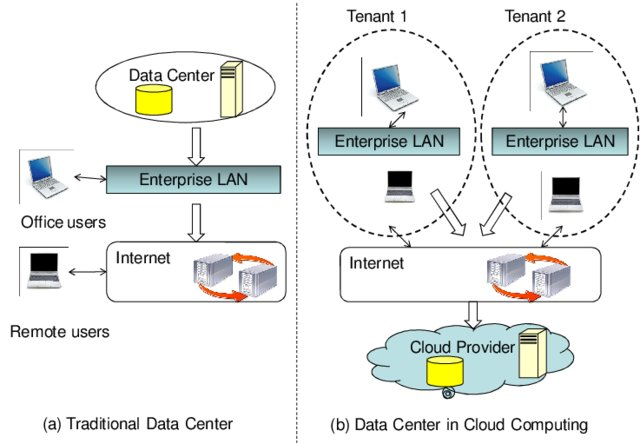 Data Center
Enterprise LAN
Office users
Internet
Remote users
(a) Traditional Data Center
Tenant 1
Tenant 2
Enterprise LAN
Enterprise LAN
Internet
Cloud Provider
(b) Data Center in Cloud Computing